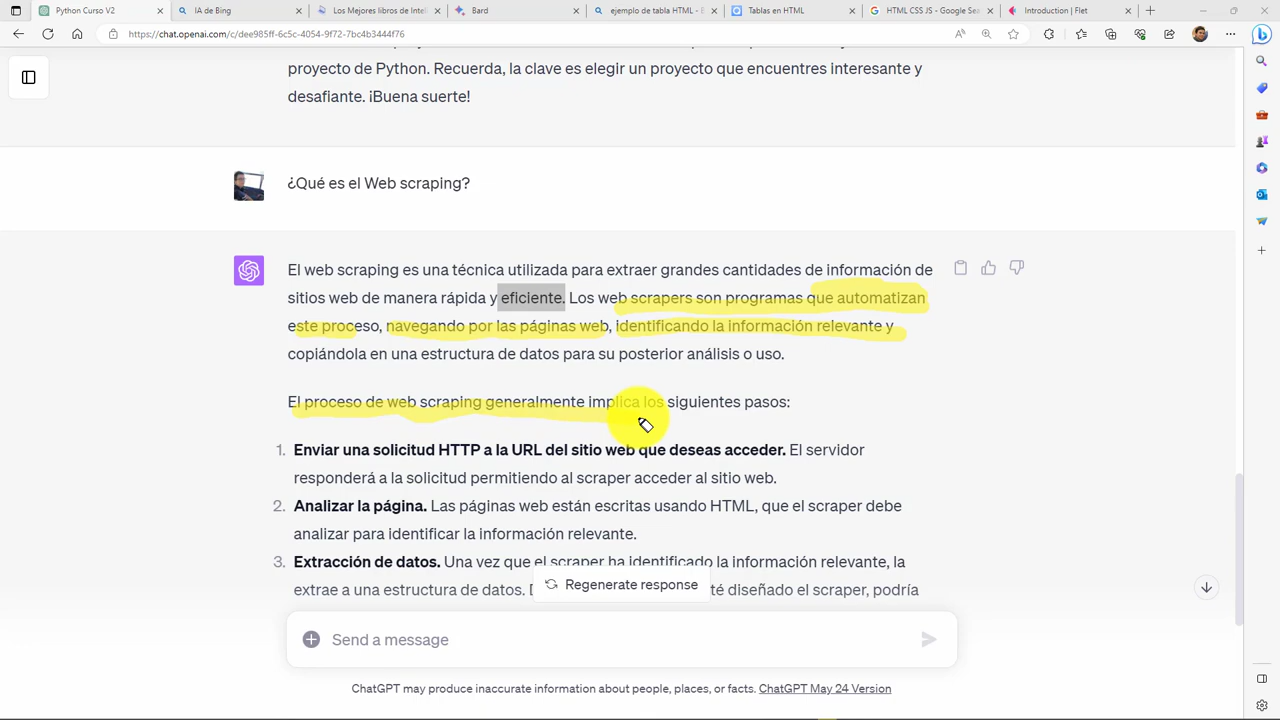 Python Curso V2
IA de Bing
Los Mejores libros de Inteli
Bard
ejemplo de tabla HTML - B
Tablas en HTML
HTML CSS JS - Google Sea
Introduction | Flet
https://chat.openai.com/c/dee985ff-6c5c-4054-9f72-7bc4b3444f76
proyecto de Python. Recuerda, la clave es elegir un proyecto que encuentres interesante y
desafiante. ¡Buena suerte!
¿Qué es el Web scraping?
El web scraping es una técnica utilizada para extraer grandes cantidades de información de
sitios web de manera rápida y eficiente. Los web scrapers son programas que automatizan
este proceso, navegando por las páginas web, identificando la información relevante y
copiándola en una estructura de datos para su posterior análisis o uso.
El proceso de web scraping generalmente implica los siguientes pasos:
1. Enviar una solicitud HTTP a la URL del sitio web que deseas acceder. El servidor
responderá a la solicitud permitiendo al scraper acceder al sitio web.
2. Analizar la página. Las páginas web están escritas usando HTML, que el scraper debe
analizar para identificar la información relevante.
3. Extracción de datos. Una vez que el scraper ha identificado la información relevante, la
extrae a una estructura de datos. té diseñado el scraper, podría
Regenerate response
Send a message
ChatGPT may produce inaccurate information about people, places, or facts. ChatGPT May 24 Version